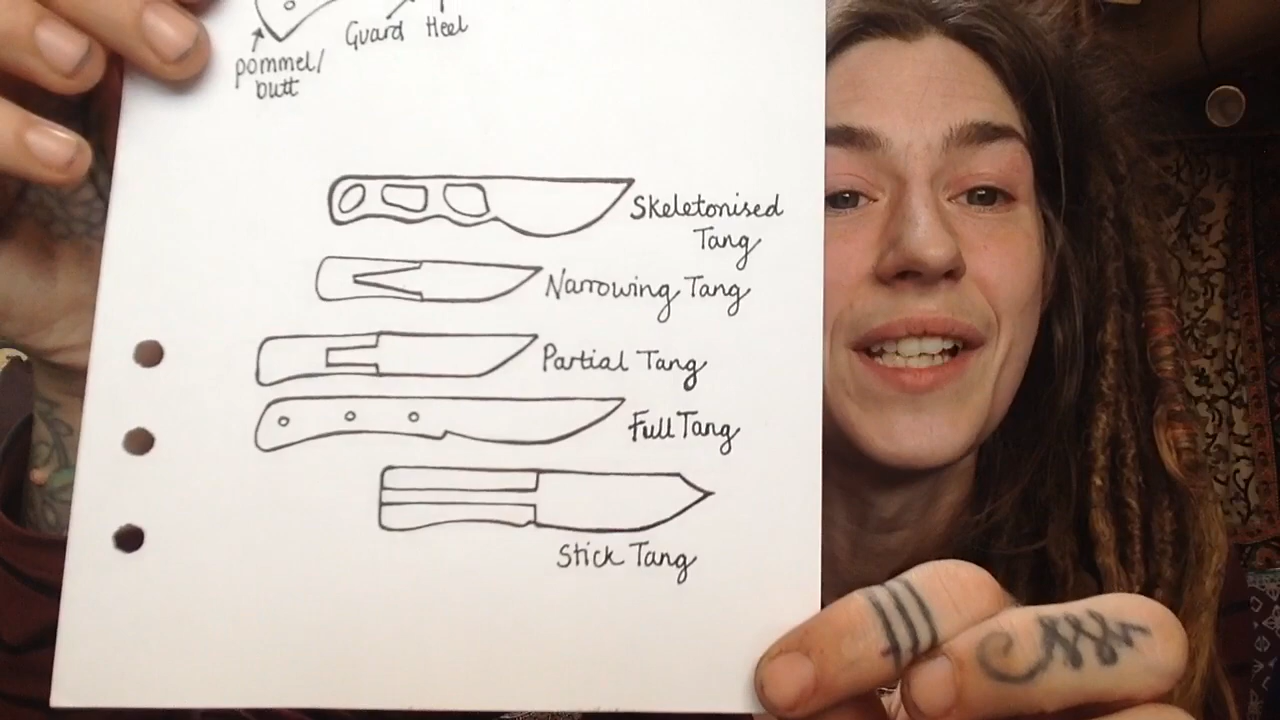 Guard Heel
pommel/
butt
Skeletonised
Tang
Narrowing Tang
Partial Tang
Full Tang
Stick Tang